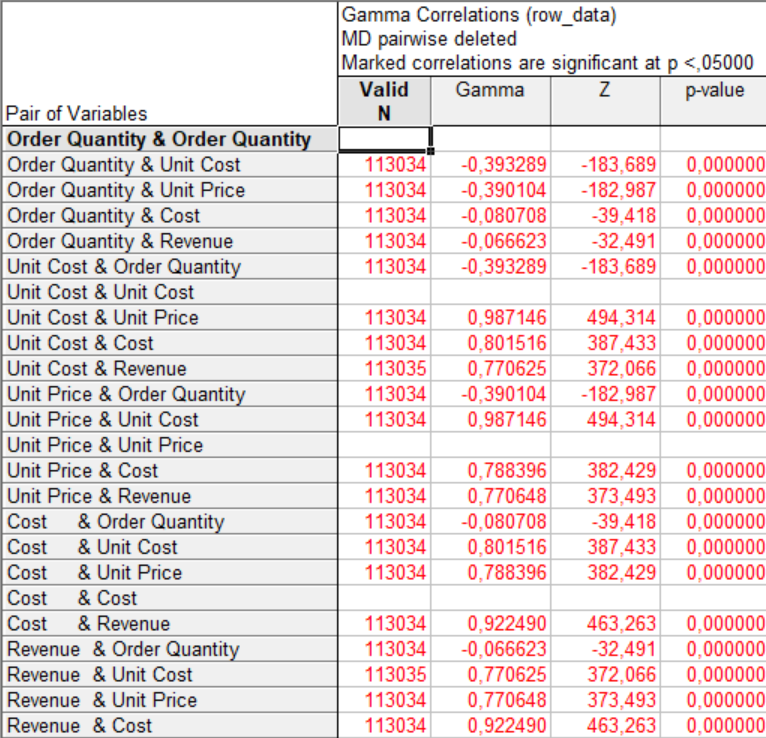 Gamma Correlations (row_data)
MD pairwise deleted
Marked correlations are significant at p <,05000
Pair of Variables Valid N Gamma Z p-value
Order Quantity & Order Quantity
Order Quantity & Unit Cost 113034 -0,393289 -183,689 0,000000
Order Quantity & Unit Price 113034 -0,390104 -182,987 0,000000
Order Quantity & Cost 113034 -0,080708 -39,418 0,000000
Order Quantity & Revenue 113034 -0,066623 -32,491 0,000000
Unit Cost & Order Quantity 113034 -0,393289 -183,689 0,000000
Unit Cost & Unit Cost
Unit Cost & Unit Price 113034 0,987146 494,314 0,000000
Unit Cost & Cost 113034 0,801516 387,433 0,000000
Unit Cost & Revenue 113035 0,770625 372,066 0,000000
Unit Price & Order Quantity 113034 -0,390104 -182,987 0,000000
Unit Price & Unit Cost 113034 0,987146 494,314 0,000000
Unit Price & Unit Price
Unit Price & Cost 113034 0,788396 382,429 0,000000
Unit Price & Revenue 113034 0,770648 373,493 0,000000
Cost & Order Quantity 113034 -0,080708 -39,418 0,000000
Cost & Unit Cost 113034 0,801516 387,433 0,000000
Cost & Unit Price 113034 0,788396 382,429 0,000000
Cost & Cost
Cost & Revenue 113034 0,922490 463,263 0,000000
Revenue & Order Quantity 113034 -0,066623 -32,491 0,000000
Revenue & Unit Cost 113035 0,770625 372,066 0,000000
Revenue & Unit Price 113034 0,770648 373,493 0,000000
Revenue & Cost 113034 0,922490 463,263 0,000000